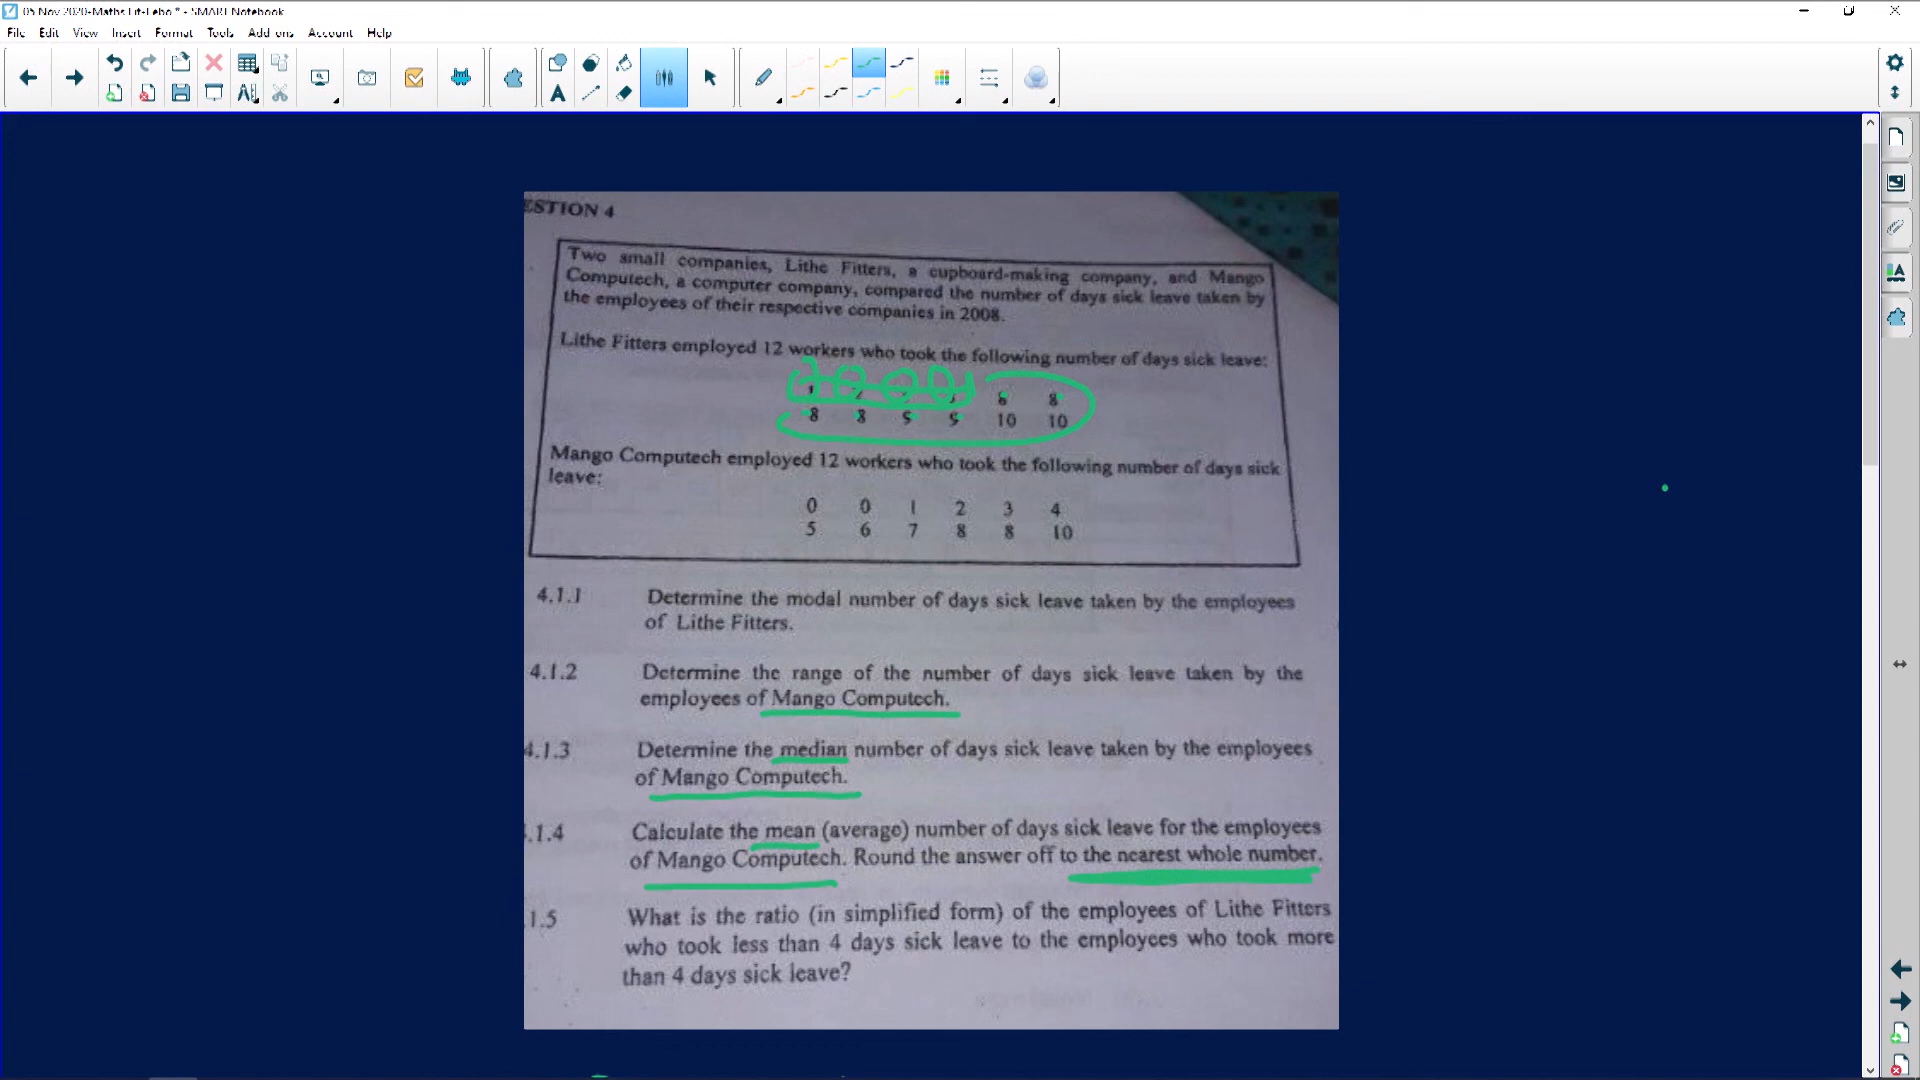 05 Nov 2020-Maths Lit-Lebo * - SMART Notebook
File Edit View Insert Format Tools Add-ons Account Help
ESTION 4
Two small companies, Lithe Fitters, a cupboard-making company, and Mango
Computech, a computer company, compared the number of days sick leave taken by
the employees of their respective companies in 2008.
Lithe Fitters employed 12 workers who took the following number of days sick leave:
8 8
10 10
Mango Computech employed 12 workers who took the following number of days sick
leave:
0 0 1 2 3 4
5 6 7 8 8 10
4.1.1 Determine the modal number of days sick leave taken by the employees
of Lithe Fitters.
4.1.2 Determine the range of the number of days sick leave taken by the
employees of Mango Computech.
4.1.3 Determine the median number of days sick leave taken by the employees
of Mango Computech.
.1.4 Calculate the mean (average) number of days sick leave for the employees
of Mango Computech. Round the answer off to the nearest whole number.
.1.5 What is the ratio (in simplified form) of the employees of Lithe Fitters
who took less than 4 days sick leave to the employees who took more
than 4 days sick leave?